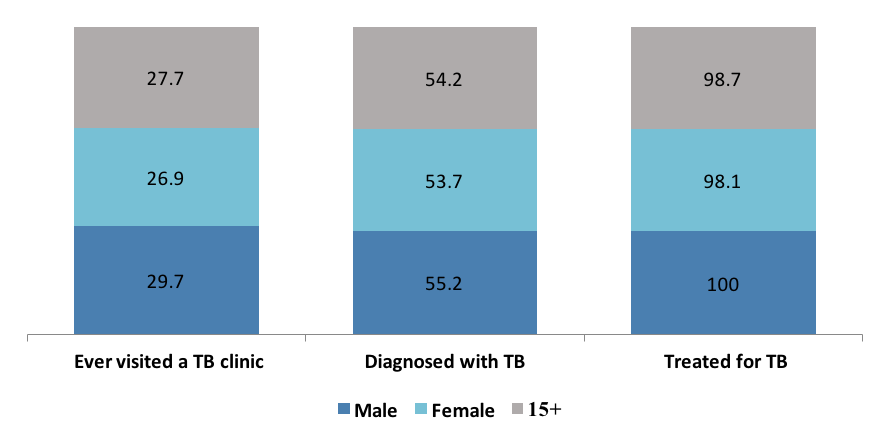 27.7 54.2 98.7
26.9 53.7 98.1
29.7 55.2 100
Ever visited a TB clinic Diagnosed with TB Treated for TB
Male Female 15+